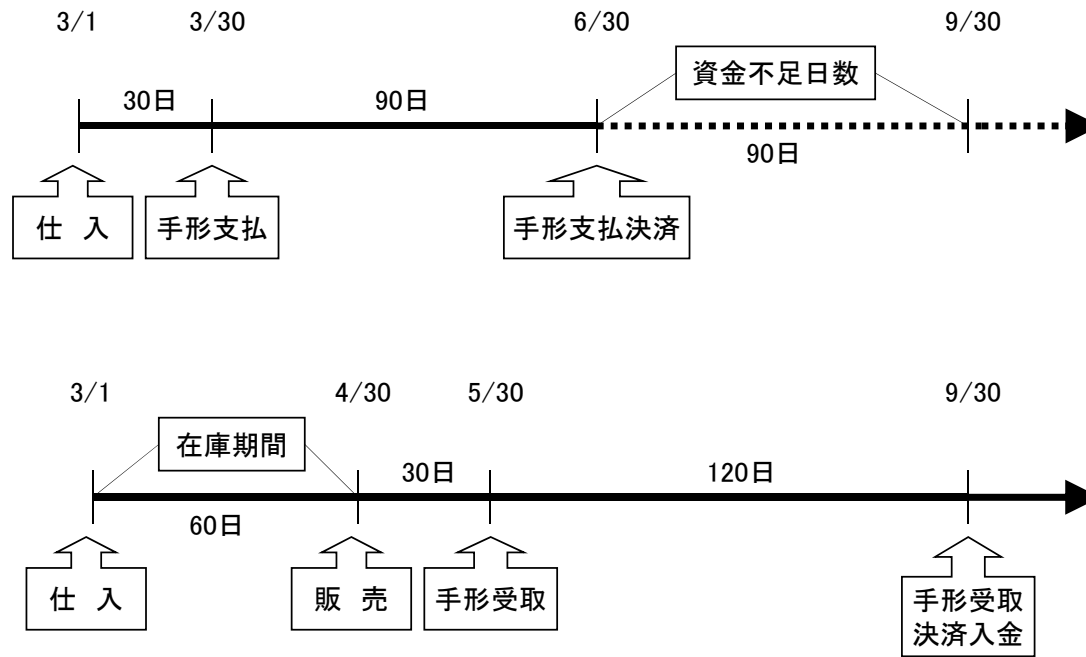 3/1
3/30
6/30
9/30
資金不足日数
30日
90日
90日
仕 入
手形支払
手形支払決済
3/1
4/30
5/30
9/30
在庫期間
30日
120日
60日
仕 入
販 売
手形受取
手形受取
決済入金